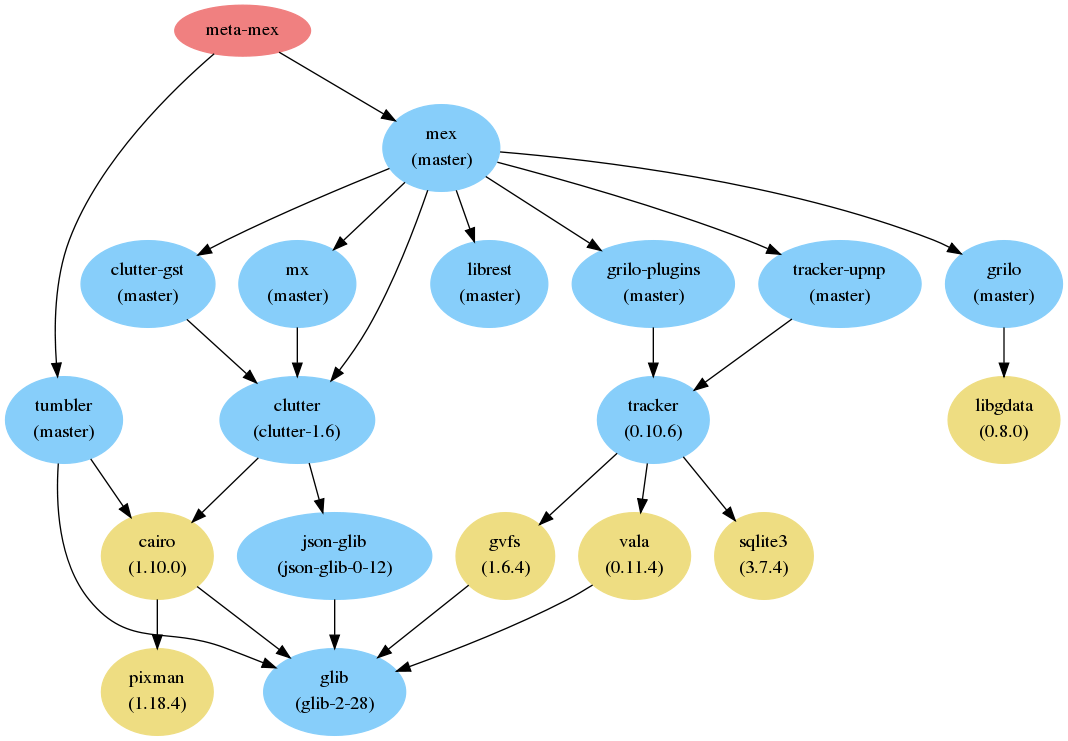 meta-mex
mex
(master)
clutter-gst
(master)
mx
(master)
librest
(master)
grilo-plugins
(master)
tracker-upnp
(master)
grilo
(master)
tumbler
(master)
clutter
(clutter-1.6)
tracker
(0.10.6)
libgdata
(0.8.0)
cairo
(1.10.0)
json-glib
(json-glib-0-12)
gvfs
(1.6.4)
vala
(0.11.4)
sqlite3
(3.7.4)
pixman
(1.18.4)
glib
(glib-2-28)